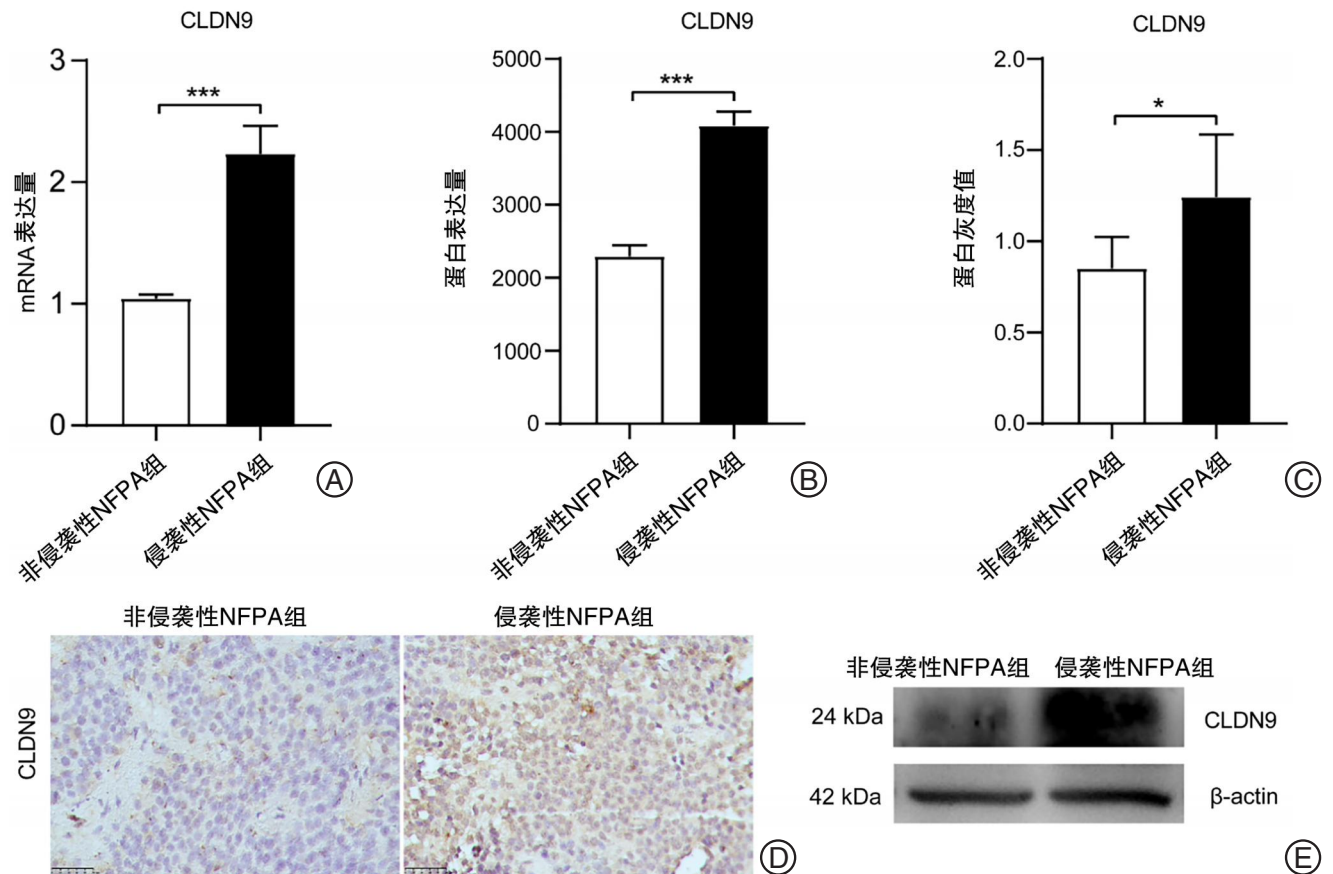 CLDN9
mRNA表达量
3
2
1
0
***
非侵袭性NFPA组
侵袭性NFPA组
A
CLDN9
蛋白表达量
5000
4000
3000
2000
1000
0
***
非侵袭性NFPA组
侵袭性NFPA组
B
CLDN9
蛋白灰度值
2.0
1.5
1.0
0.5
0.0
*
非侵袭性NFPA组
侵袭性NFPA组
C
非侵袭性NFPA组
侵袭性NFPA组
CLDN9
D
非侵袭性NFPA组 侵袭性NFPA组
24 kDa
CLDN9
42 kDa
β-actin
E